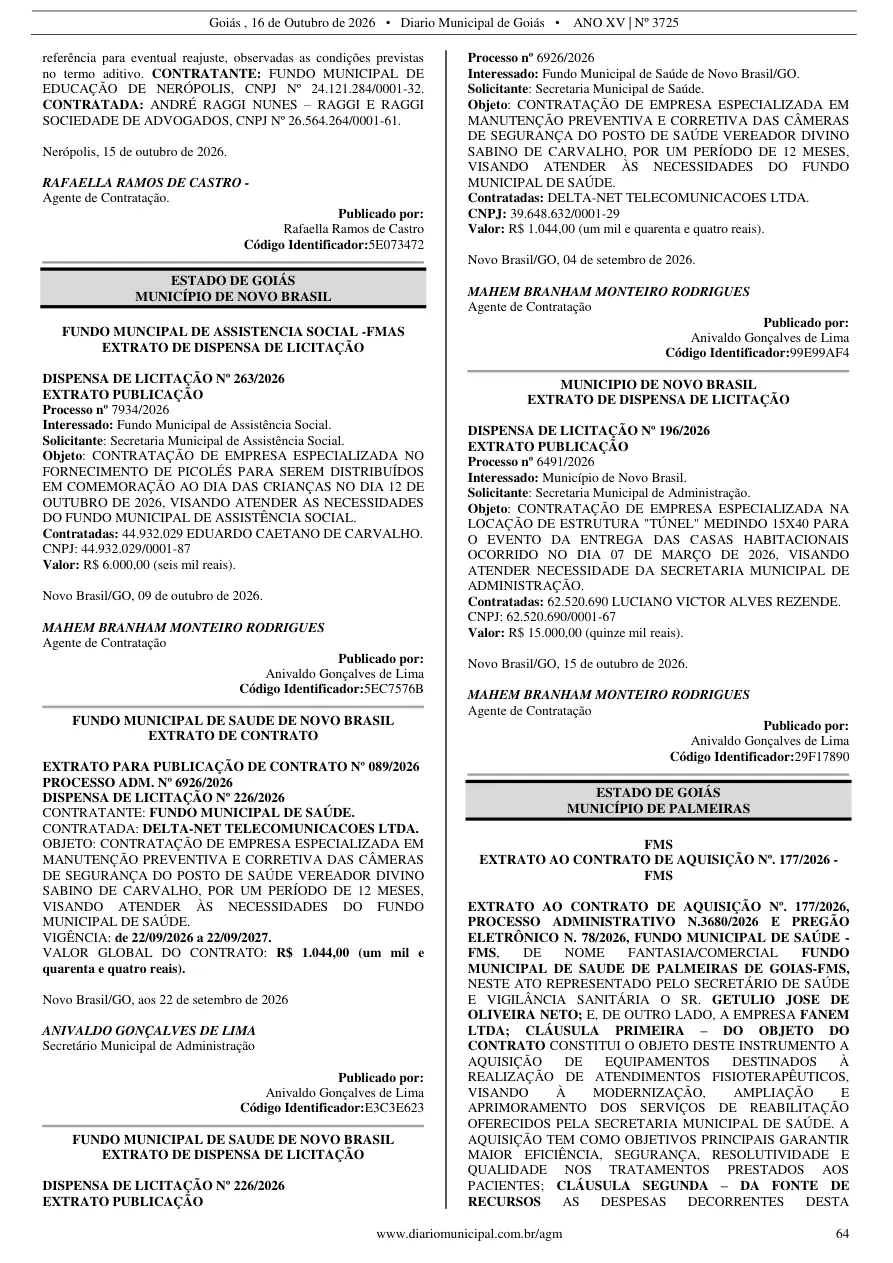 Goiás , 16 de Outubro de 2026 • Diario Municipal de Goiás • ANO XV | Nº 3725
referência para eventual reajuste, observadas as condições previstas
no termo aditivo. CONTRATANTE: FUNDO MUNICIPAL DE
EDUCAÇÃO DE NERÓPOLIS, CNPJ Nº 24.121.284/0001-32.
CONTRATADA: ANDRÉ RAGGI NUNES – RAGGI E RAGGI
SOCIEDADE DE ADVOGADOS, CNPJ Nº 26.564.264/0001-61.
Nerópolis, 15 de outubro de 2026.
RAFAELLA RAMOS DE CASTRO -
Agente de Contratação.
Publicado por:
Rafaella Ramos de Castro
Código Identificador:5E073472
ESTADO DE GOIÁS
MUNICÍPIO DE NOVO BRASIL
FUNDO MUNCIPAL DE ASSISTENCIA SOCIAL -FMAS
EXTRATO DE DISPENSA DE LICITAÇÃO
DISPENSA DE LICITAÇÃO Nº 263/2026
EXTRATO PUBLICAÇÃO
Processo nº 7934/2026
Interessado: Fundo Municipal de Assistência Social.
Solicitante: Secretaria Municipal de Assistência Social.
Objeto: CONTRATAÇÃO DE EMPRESA ESPECIALIZADA NO
FORNECIMENTO DE PICOLÉS PARA SEREM DISTRIBUÍDOS
EM COMEMORAÇÃO AO DIA DAS CRIANÇAS NO DIA 12 DE
OUTUBRO DE 2026, VISANDO ATENDER AS NECESSIDADES
DO FUNDO MUNICIPAL DE ASSISTÊNCIA SOCIAL.
Contratadas: 44.932.029 EDUARDO CAETANO DE CARVALHO.
CNPJ: 44.932.029/0001-87
Valor: R$ 6.000,00 (seis mil reais).
Novo Brasil/GO, 09 de outubro de 2026.
MAHEM BRANHAM MONTEIRO RODRIGUES
Agente de Contratação
Publicado por:
Anivaldo Gonçalves de Lima
Código Identificador:5EC7576B
FUNDO MUNICIPAL DE SAUDE DE NOVO BRASIL
EXTRATO DE CONTRATO
EXTRATO PARA PUBLICAÇÃO DE CONTRATO Nº 089/2026
PROCESSO ADM. Nº 6926/2026
DISPENSA DE LICITAÇÃO Nº 226/2026
CONTRATANTE: FUNDO MUNICIPAL DE SAÚDE.
CONTRATADA: DELTA-NET TELECOMUNICACOES LTDA.
OBJETO: CONTRATAÇÃO DE EMPRESA ESPECIALIZADA EM
MANUTENÇÃO PREVENTIVA E CORRETIVA DAS CÂMERAS
DE SEGURANÇA DO POSTO DE SAÚDE VEREADOR DIVINO
SABINO DE CARVALHO, POR UM PERÍODO DE 12 MESES,
VISANDO ATENDER ÀS NECESSIDADES DO FUNDO
MUNICIPAL DE SAÚDE.
VIGÊNCIA: de 22/09/2026 a 22/09/2027.
VALOR GLOBAL DO CONTRATO: R$ 1.044,00 (um mil e
quarenta e quatro reais).
Novo Brasil/GO, aos 22 de setembro de 2026
ANIVALDO GONÇALVES DE LIMA
Secretário Municipal de Administração
Publicado por:
Anivaldo Gonçalves de Lima
Código Identificador:E3C3E623
FUNDO MUNICIPAL DE SAUDE DE NOVO BRASIL
EXTRATO DE DISPENSA DE LICITAÇÃO
DISPENSA DE LICITAÇÃO Nº 226/2026
EXTRATO PUBLICAÇÃO
Processo nº 6926/2026
Interessado: Fundo Municipal de Saúde de Novo Brasil/GO.
Solicitante: Secretaria Municipal de Saúde.
Objeto: CONTRATAÇÃO DE EMPRESA ESPECIALIZADA EM
MANUTENÇÃO PREVENTIVA E CORRETIVA DAS CÂMERAS
DE SEGURANÇA DO POSTO DE SAÚDE VEREADOR DIVINO
SABINO DE CARVALHO, POR UM PERÍODO DE 12 MESES,
VISANDO ATENDER ÀS NECESSIDADES DO FUNDO
MUNICIPAL DE SAÚDE.
Contratadas: DELTA-NET TELECOMUNICACOES LTDA.
CNPJ: 39.648.632/0001-29
Valor: R$ 1.044,00 (um mil e quarenta e quatro reais).
Novo Brasil/GO, 04 de setembro de 2026.
MAHEM BRANHAM MONTEIRO RODRIGUES
Agente de Contratação
Publicado por:
Anivaldo Gonçalves de Lima
Código Identificador:99E99AF4
MUNICIPIO DE NOVO BRASIL
EXTRATO DE DISPENSA DE LICITAÇÃO
DISPENSA DE LICITAÇÃO Nº 196/2026
EXTRATO PUBLICAÇÃO
Processo nº 6491/2026
Interessado: Município de Novo Brasil.
Solicitante: Secretaria Municipal de Administração.
Objeto: CONTRATAÇÃO DE EMPRESA ESPECIALIZADA NA
LOCAÇÃO DE ESTRUTURA "TÚNEL" MEDINDO 15X40 PARA
O EVENTO DA ENTREGA DAS CASAS HABITACIONAIS
OCORRIDO NO DIA 07 DE MARÇO DE 2026, VISANDO
ATENDER NECESSIDADE DA SECRETARIA MUNICIPAL DE
ADMINISTRAÇÃO.
Contratadas: 62.520.690 LUCIANO VICTOR ALVES REZENDE.
CNPJ: 62.520.690/0001-67
Valor: R$ 15.000,00 (quinze mil reais).
Novo Brasil/GO, 15 de outubro de 2026.
MAHEM BRANHAM MONTEIRO RODRIGUES
Agente de Contratação
Publicado por:
Anivaldo Gonçalves de Lima
Código Identificador:29F17890
ESTADO DE GOIÁS
MUNICÍPIO DE PALMEIRAS
FMS
EXTRATO AO CONTRATO DE AQUISIÇÃO Nº. 177/2026 -
FMS
EXTRATO AO CONTRATO DE AQUISIÇÃO Nº. 177/2026,
PROCESSO ADMINISTRATIVO N.3680/2026 E PREGÃO
ELETRÔNICO N. 78/2026, FUNDO MUNICIPAL DE SAÚDE -
FMS, DE NOME FANTASIA/COMERCIAL FUNDO
MUNICIPAL DE SAUDE DE PALMEIRAS DE GOIAS-FMS,
NESTE ATO REPRESENTADO PELO SECRETÁRIO DE SAÚDE
E VIGILÂNCIA SANITÁRIA O SR. GETULIO JOSE DE
OLIVEIRA NETO; E, DE OUTRO LADO, A EMPRESA FANEM
LTDA; CLÁUSULA PRIMEIRA – DO OBJETO DO
CONTRATO CONSTITUI O OBJETO DESTE INSTRUMENTO A
AQUISIÇÃO DE EQUIPAMENTOS DESTINADOS À
REALIZAÇÃO DE ATENDIMENTOS FISIOTERAPÊUTICOS,
VISANDO À MODERNIZAÇÃO, AMPLIAÇÃO E
APRIMORAMENTO DOS SERVIÇOS DE REABILITAÇÃO
OFERECIDOS PELA SECRETARIA MUNICIPAL DE SAÚDE. A
AQUISIÇÃO TEM COMO OBJETIVOS PRINCIPAIS GARANTIR
MAIOR EFICIÊNCIA, SEGURANÇA, RESOLUTIVIDADE E
QUALIDADE NOS TRATAMENTOS PRESTADOS AOS
PACIENTES; CLÁUSULA SEGUNDA – DA FONTE DE
RECURSOS AS DESPESAS DECORRENTES DESTA
www.diariomunicipal.com.br/agm 64